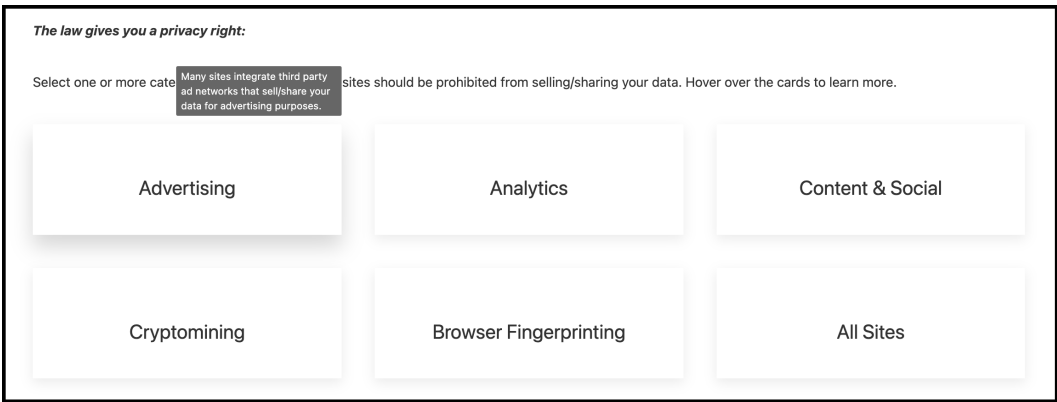 The law gives you a privacy right:
Select one or more cate sites should be prohibited from selling/sharing your data. Hover over the cards to learn more.
Many sites integrate third party
ad networks that sell/share your
data for advertising purposes.
Advertising
Analytics
Content & Social
Cryptomining
Browser Fingerprinting
All Sites